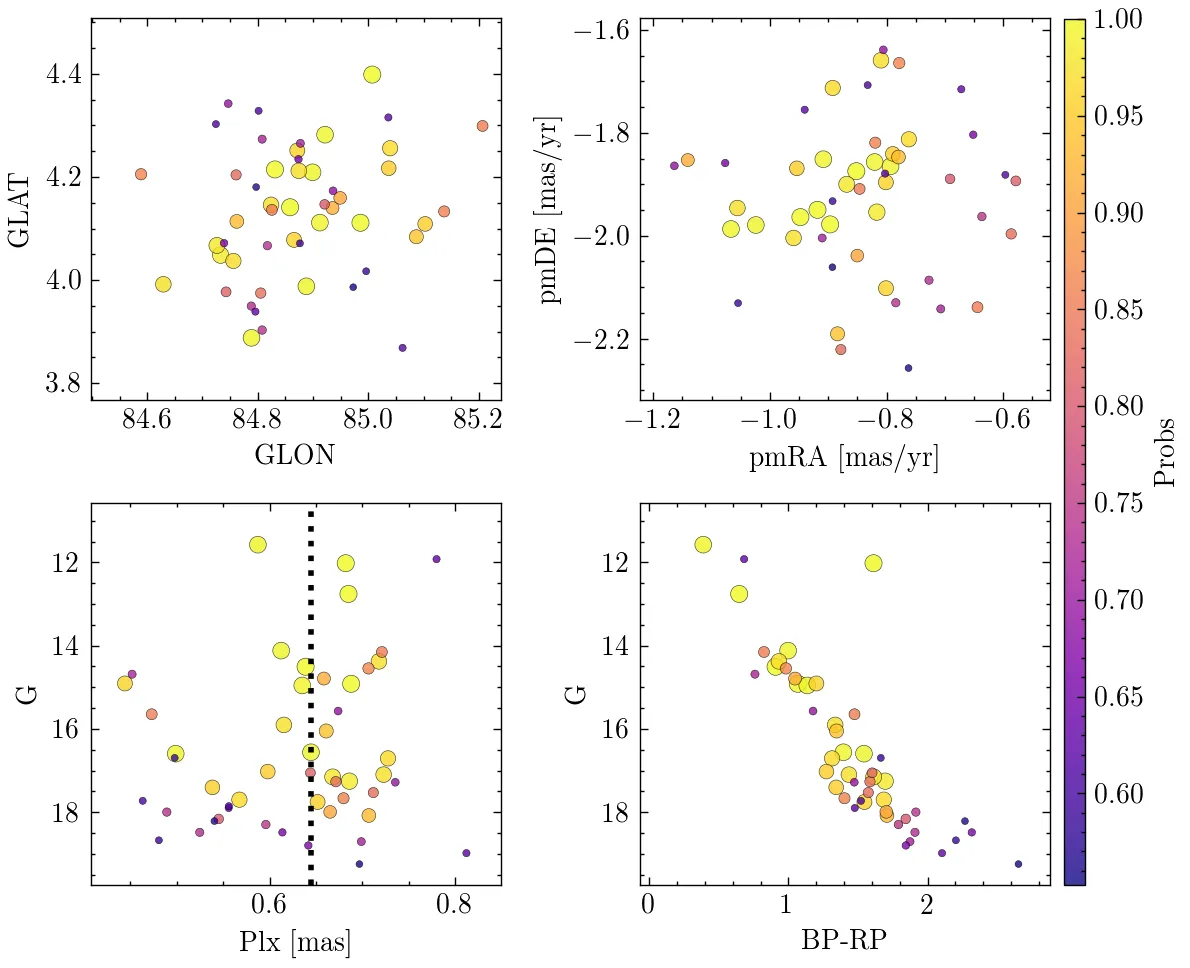 4.4
4.2
4.0
3.8
GLAT
84.6 84.8 85.0 85.2
GLON
−1.6
−1.8
−2.0
−2.2
pmDE [mas/yr]
−1.2 −1.0 −0.8 −0.6
pmRA [mas/yr]
12
14
16
18
G
0.6 0.8
Plx [mas]
12
14
16
18
G
0 1 2
BP-RP
1.00
0.95
0.90
0.85
0.80
0.75
0.70
0.65
0.60
Probs